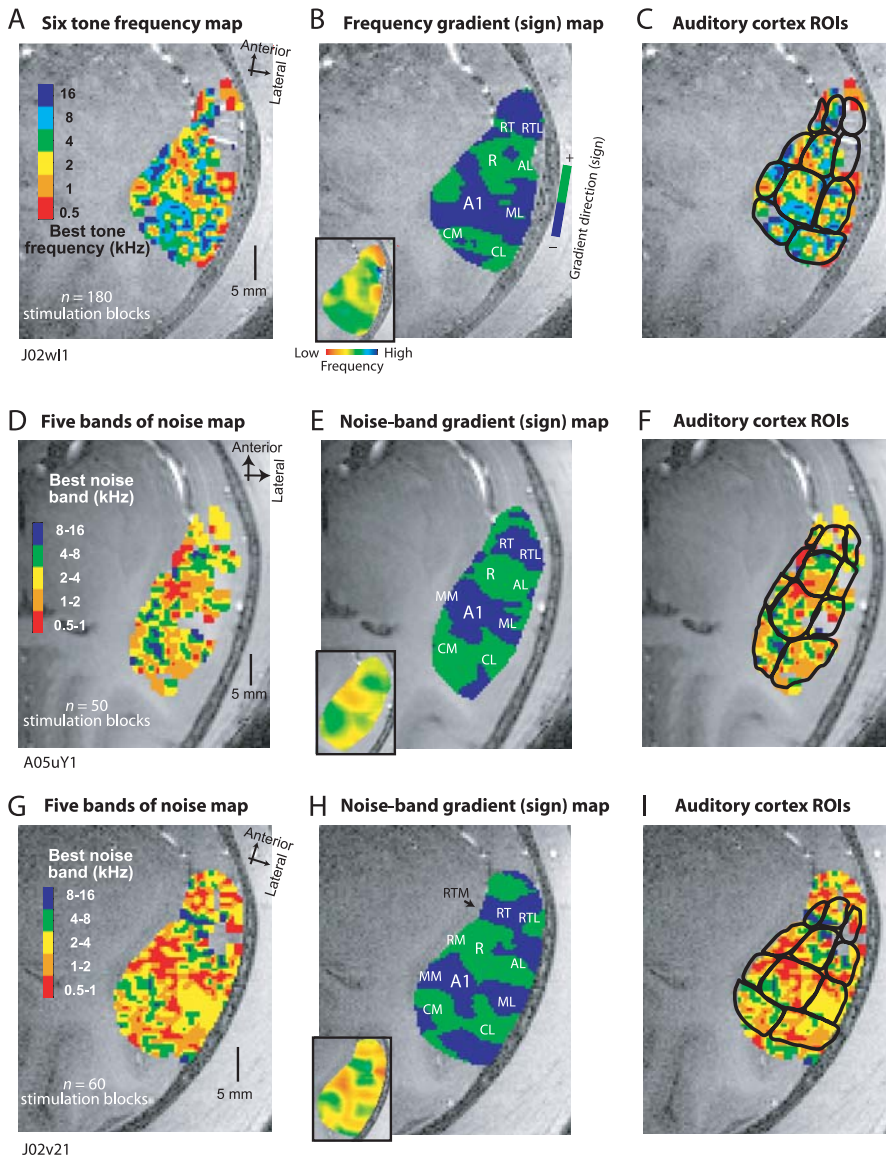 A Six tone frequency map
Anterior
Lateral
16
8
4
2
1
0.5
Best tone
frequency (kHz)
5 mm
n = 180
stimulation blocks
J02wl1
B Frequency gradient (sign) map
RT RTL
R
AL
A1
ML
CM
CL
+
Gradient direction (sign)
–
Low High
Frequency
C Auditory cortex ROIs
D Five bands of noise map
Anterior
Lateral
Best noise
band (kHz)
8-16
4-8
2-4
1-2
0.5-1
5 mm
n = 50
stimulation blocks
A05uY1
E Noise-band gradient (sign) map
RT
RTL
R
AL
MM
A1
ML
CM
CL
F Auditory cortex ROIs
G Five bands of noise map
Anterior
Lateral
Best noise
band (kHz)
8-16
4-8
2-4
1-2
0.5-1
5 mm
n = 60
stimulation blocks
J02v21
H Noise-band gradient (sign) map
RTM
RT RTL
RM
R
AL
MM
A1
ML
CM
CL
I Auditory cortex ROIs